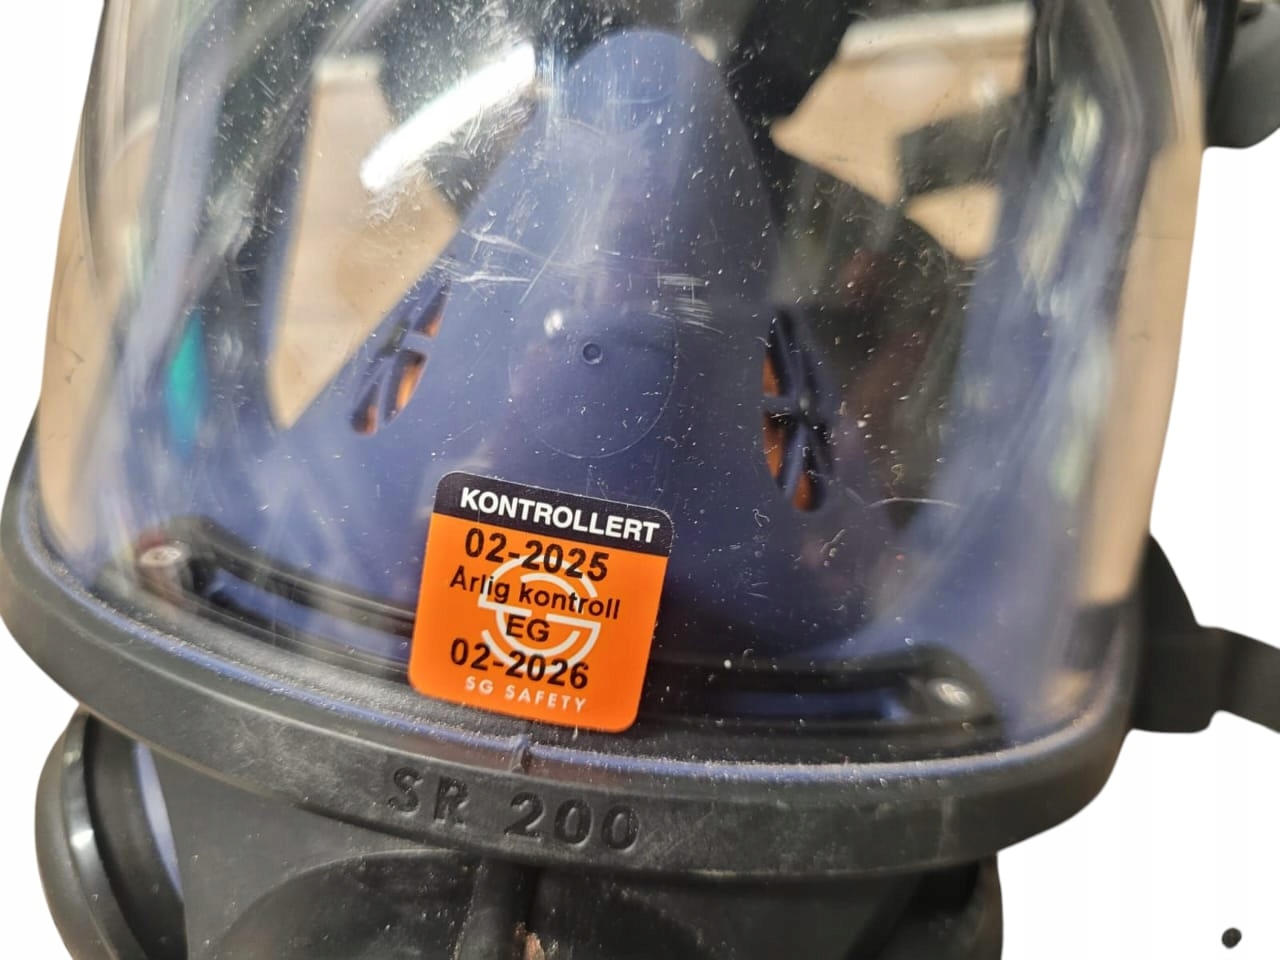 KONTROLLERT
02-2025
Årlig kontroll
EG
02-2026
SG SAFETY
SR 200